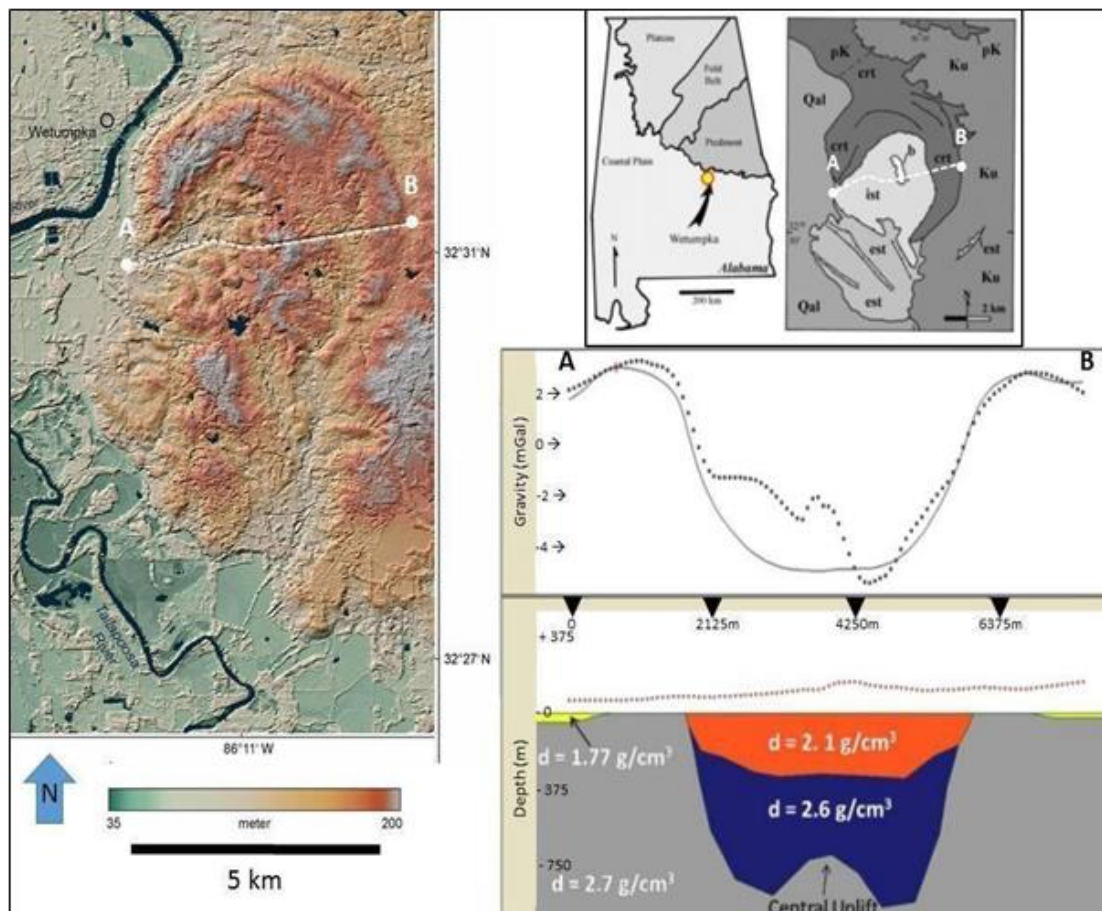 Wetumpka
River
A
B
32°31' N
Tallapoosa
River
32°27' N
86°11' W
N
35
meter
200
5 km
Plateau
Fold
Belt
Piedmont
Coastal Plain
Wetumpka
N
Alabama
200 km
pK
pK
crt
Ku
Qal
crt
b
crt
B
A
Ku
ist
est
est
est
Ku
Qal
2 km
A
B
2→
0→
-2→
-4→
Gravity (mGal)
0
2125m
4250m
6375m
+ 375
0
d = 1.77 g/cm³
d = 2. 1 g/cm³
- 375
d = 2.6 g/cm³
Depth (m)
- 750
d = 2.7 g/cm³
Central Uplift